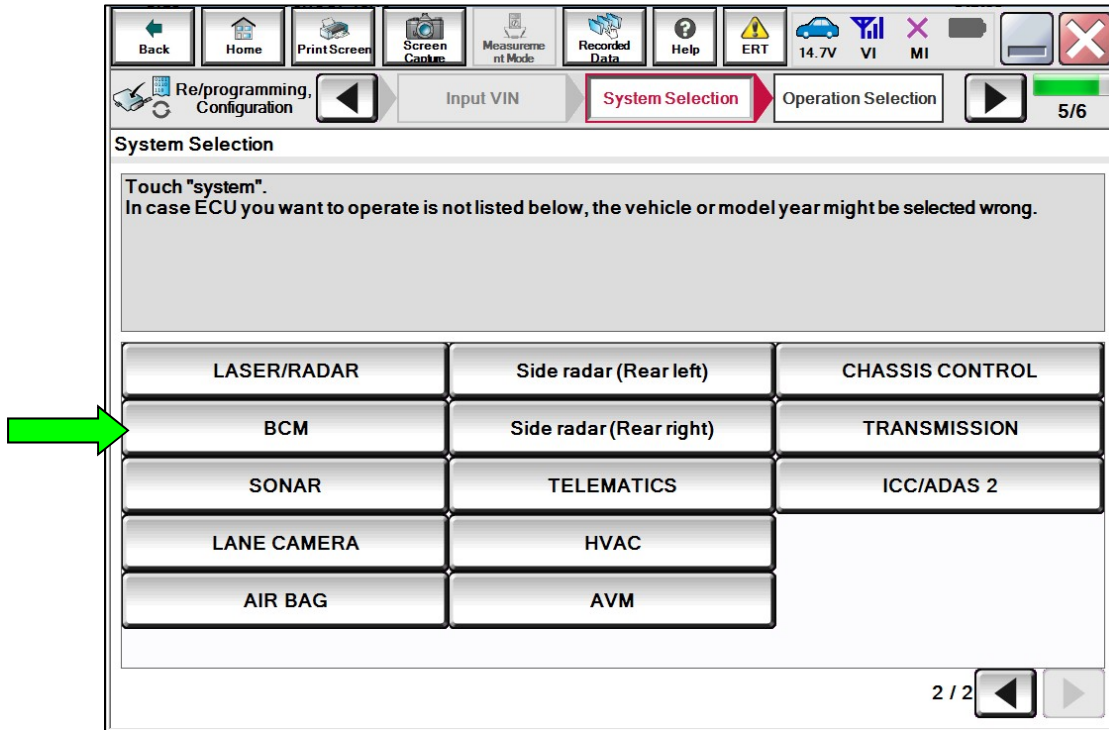 Back
Home
Print Screen
Screen
Capture
Measureme
nt Mode
Recorded
Data
Help
ERT
14.7V
VI
MI
Re/programming,
Configuration
Input VIN
System Selection
Operation Selection
5/6
System Selection
Touch "system".
In case ECU you want to operate is not listed below, the vehicle or model year might be selected wrong.
LASER/RADAR
Side radar (Rear left)
CHASSIS CONTROL
BCM
Side radar (Rear right)
TRANSMISSION
SONAR
TELEMATICS
ICC/ADAS 2
LANE CAMERA
HVAC
AIR BAG
AVM
2 / 2